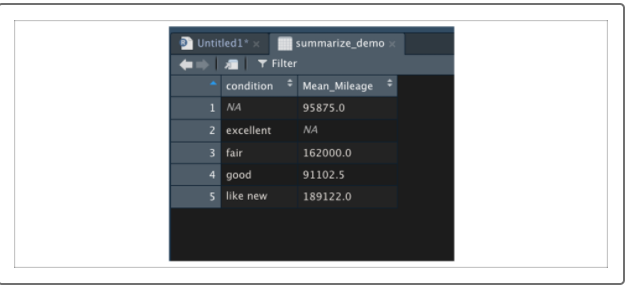 Untitled1* × summarize_demo ×
Filter
condition Mean_Mileage
1 NA 95875.0
2 excellent NA
3 fair 162000.0
4 good 91102.5
5 like new 189122.0